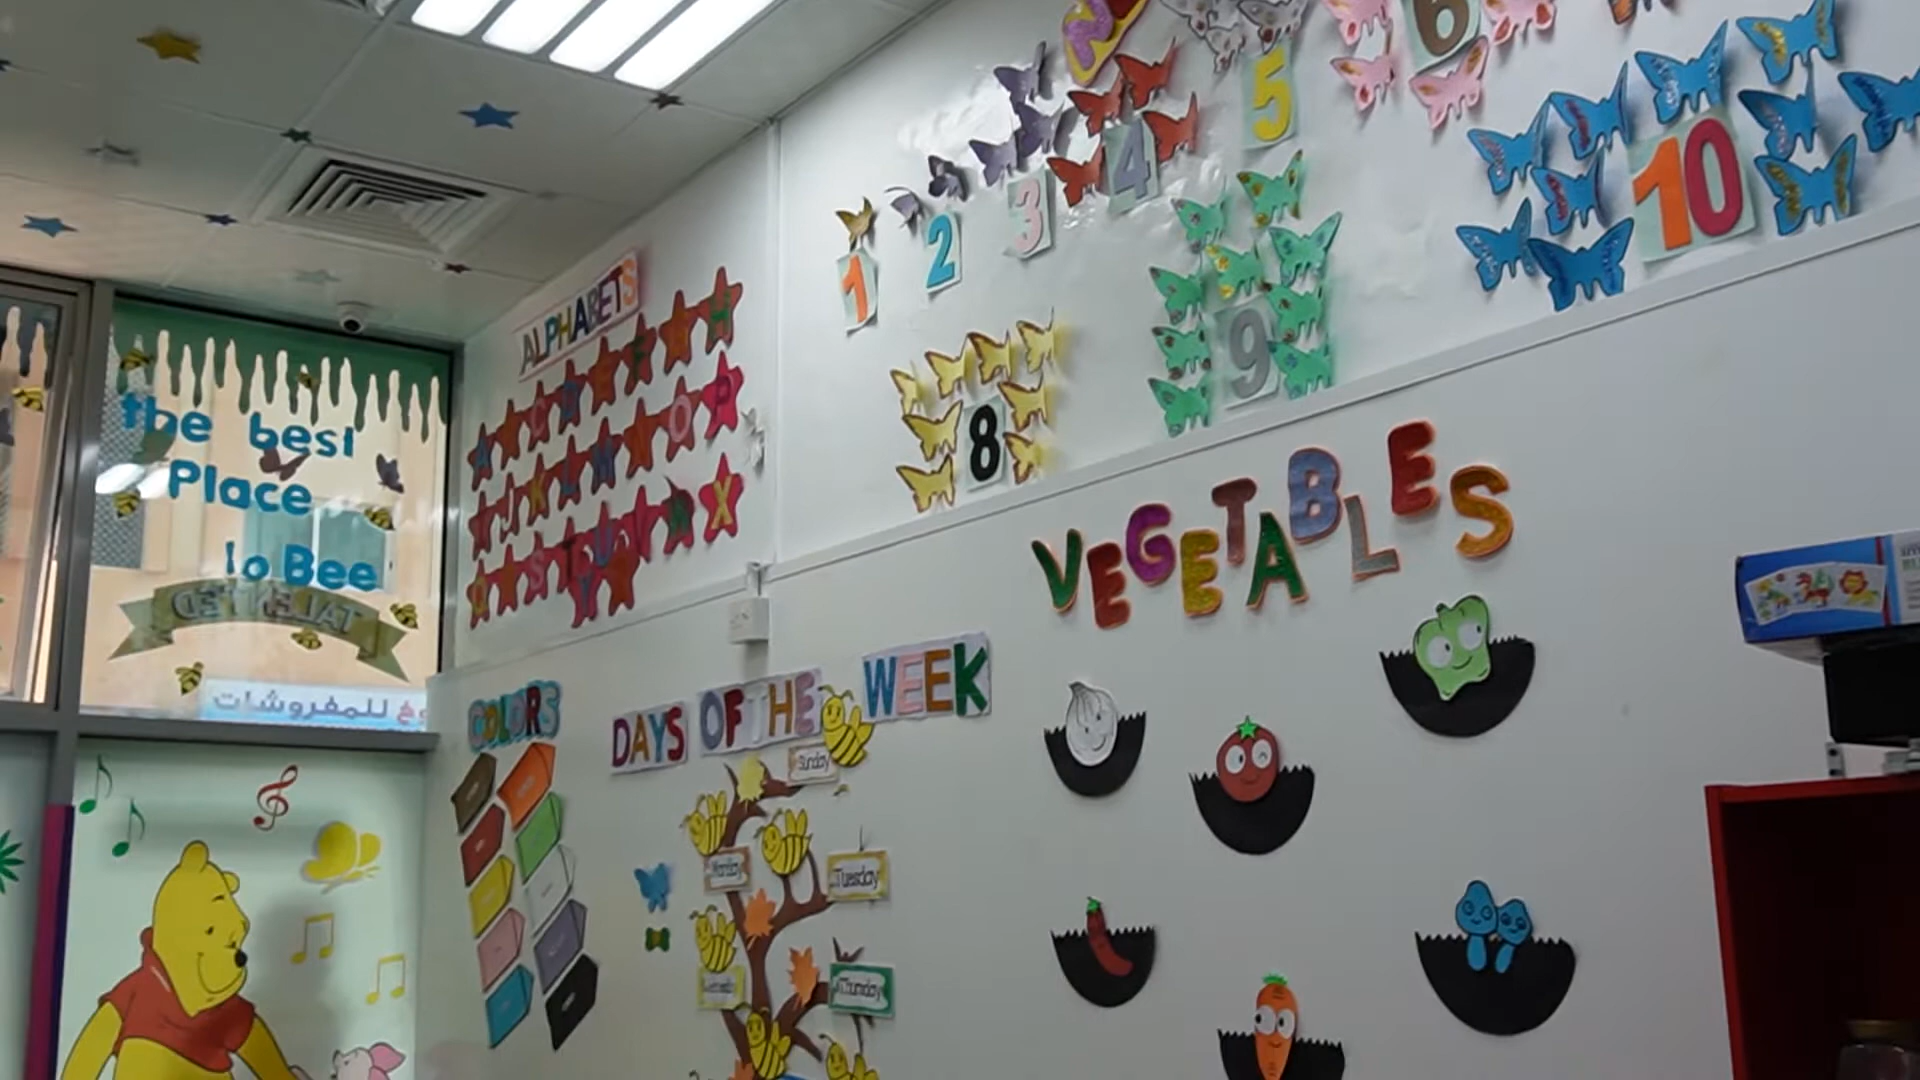 the best
Place
to Bee
TALENTED
للمفروشات
ALPHABETS
A C D E F G H
J K L M N O P
Q S T U V W X
Y Z
1
2
3
4
5
6
8
9
10
COLORS
DAYS OF THE WEEK
Sunday
Monday
Tuesday
Wednesday
Thursday
VEGETABLES